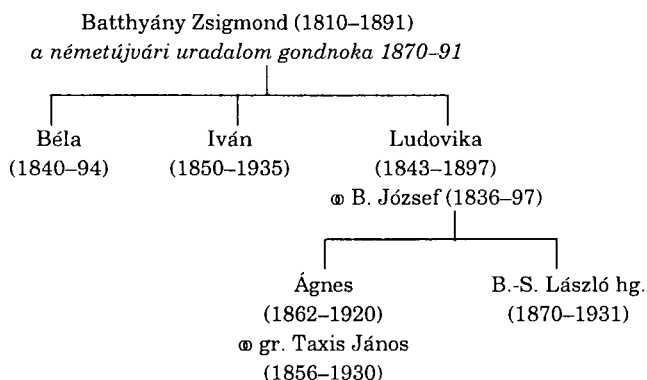 Batthyány Zsigmond (1810–1891)
a németújvári uradalom gondnoka 1870–91
Béla Iván Ludovika
(1840–94) (1850–1935) (1843–1897)
⚭ B. József (1836–97)
Ágnes B.-S. László hg.
(1862–1920) (1870–1931)
⚭ gr. Taxis János
(1856–1930)